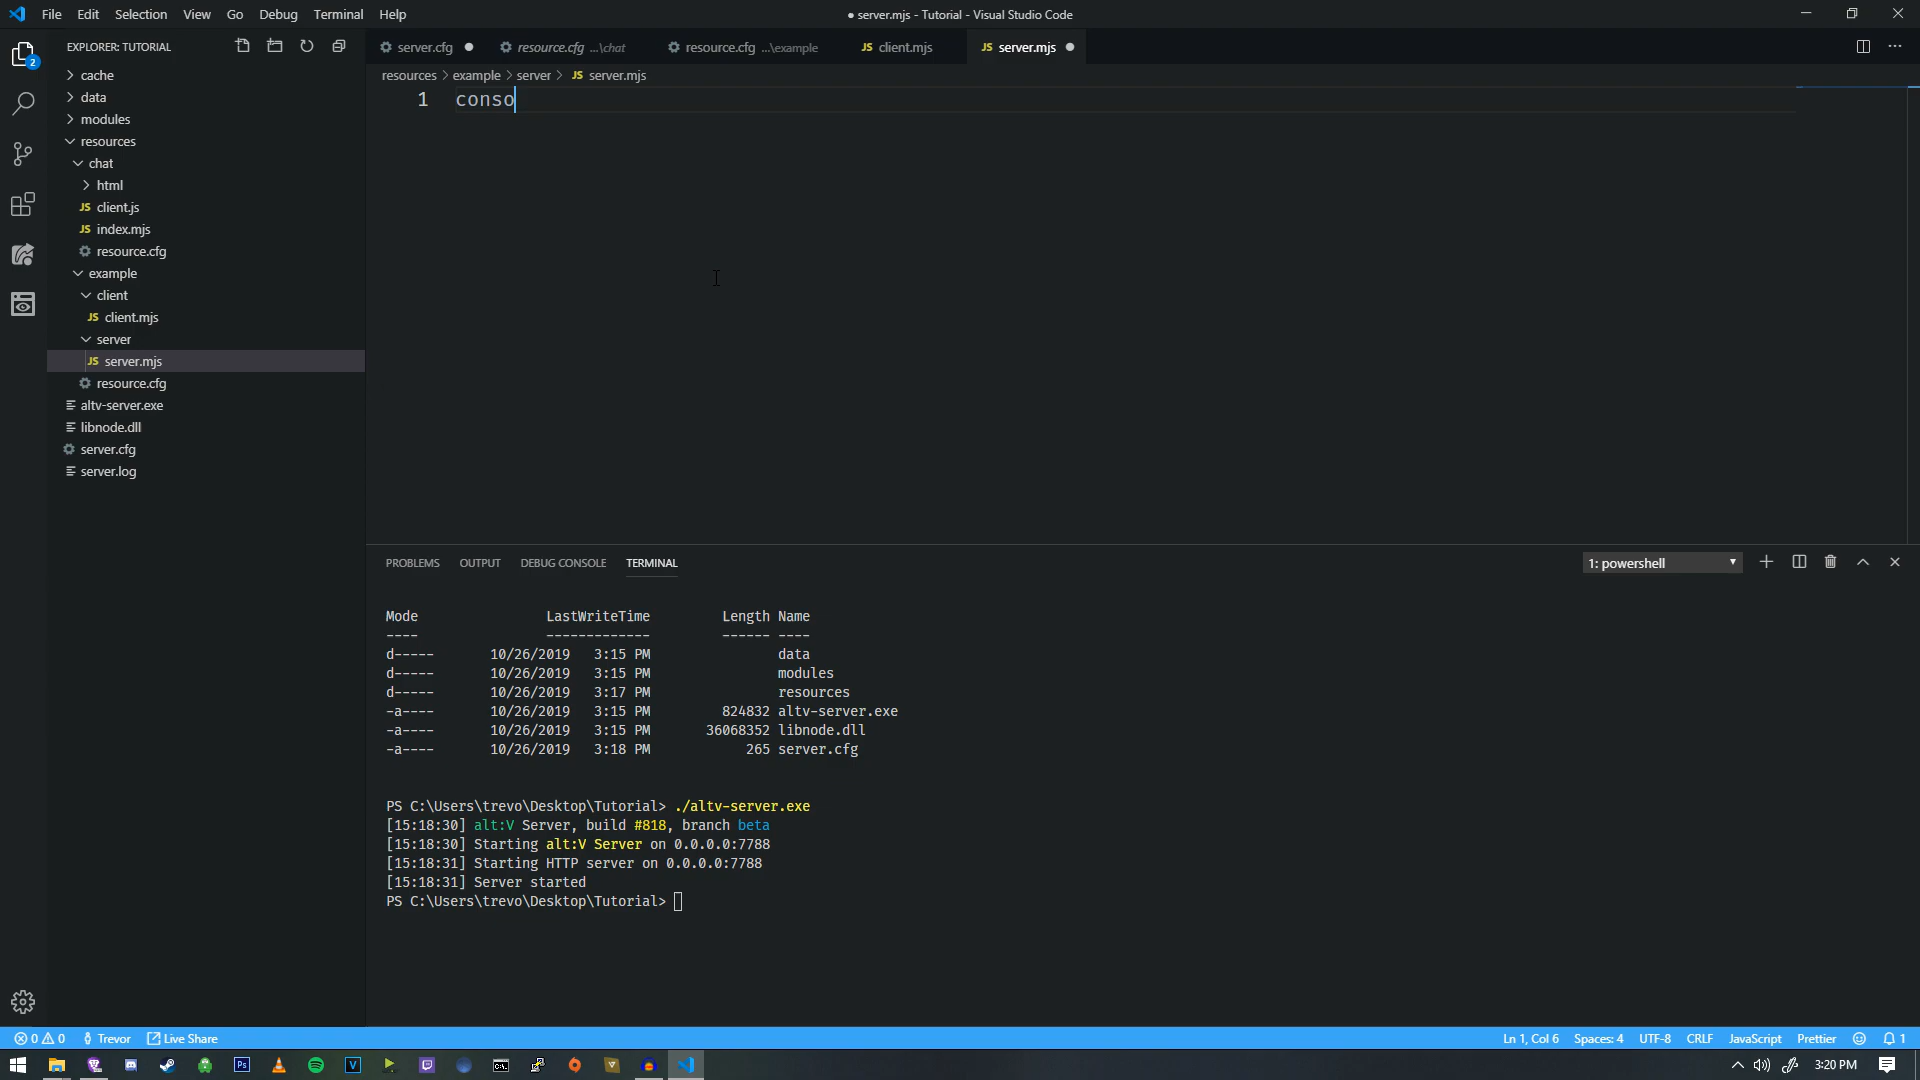 File Edit Selection View Go Debug Terminal Help
● server.mjs - Tutorial - Visual Studio Code
EXPLORER: TUTORIAL
server.cfg
resource.cfg ...\chat
resource.cfg ...\example
JS client.mjs
JS server.mjs
resources > example > server > JS server.mjs
2
cache
data
modules
resources
chat
html
JS client.js
JS index.mjs
resource.cfg
example
client
JS client.mjs
server
JS server.mjs
resource.cfg
altv-server.exe
libnode.dll
server.cfg
server.log
1 conso
PROBLEMS OUTPUT DEBUG CONSOLE TERMINAL
1: powershell
Mode LastWriteTime Length Name
---- ------------- ------ ----
d----- 10/26/2019 3:15 PM data
d----- 10/26/2019 3:15 PM modules
d----- 10/26/2019 3:17 PM resources
-a---- 10/26/2019 3:15 PM 824832 altv-server.exe
-a---- 10/26/2019 3:15 PM 36068352 libnode.dll
-a---- 10/26/2019 3:18 PM 265 server.cfg
PS C:\Users\trevo\Desktop\Tutorial> ./altv-server.exe
[15:18:30] alt:V Server, build #818, branch beta
[15:18:30] Starting alt:V Server on 0.0.0.0:7788
[15:18:31] Starting HTTP server on 0.0.0.0:7788
[15:18:31] Server started
PS C:\Users\trevo\Desktop\Tutorial>
0 0 Trevor Live Share
Ln 1, Col 6 Spaces: 4 UTF-8 CRLF JavaScript Prettier 1
Ps V
3:20 PM